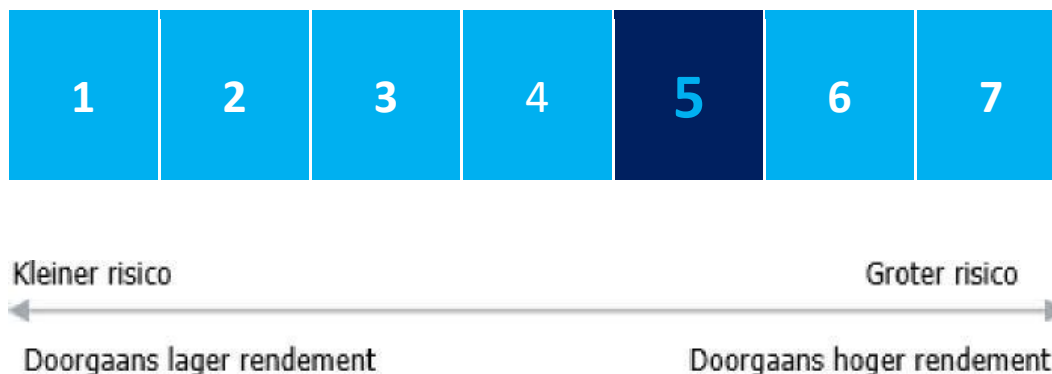 1 2 3 4 5 6 7
Kleiner risico Groter risico
Doorgaans lager rendement Doorgaans hoger rendement